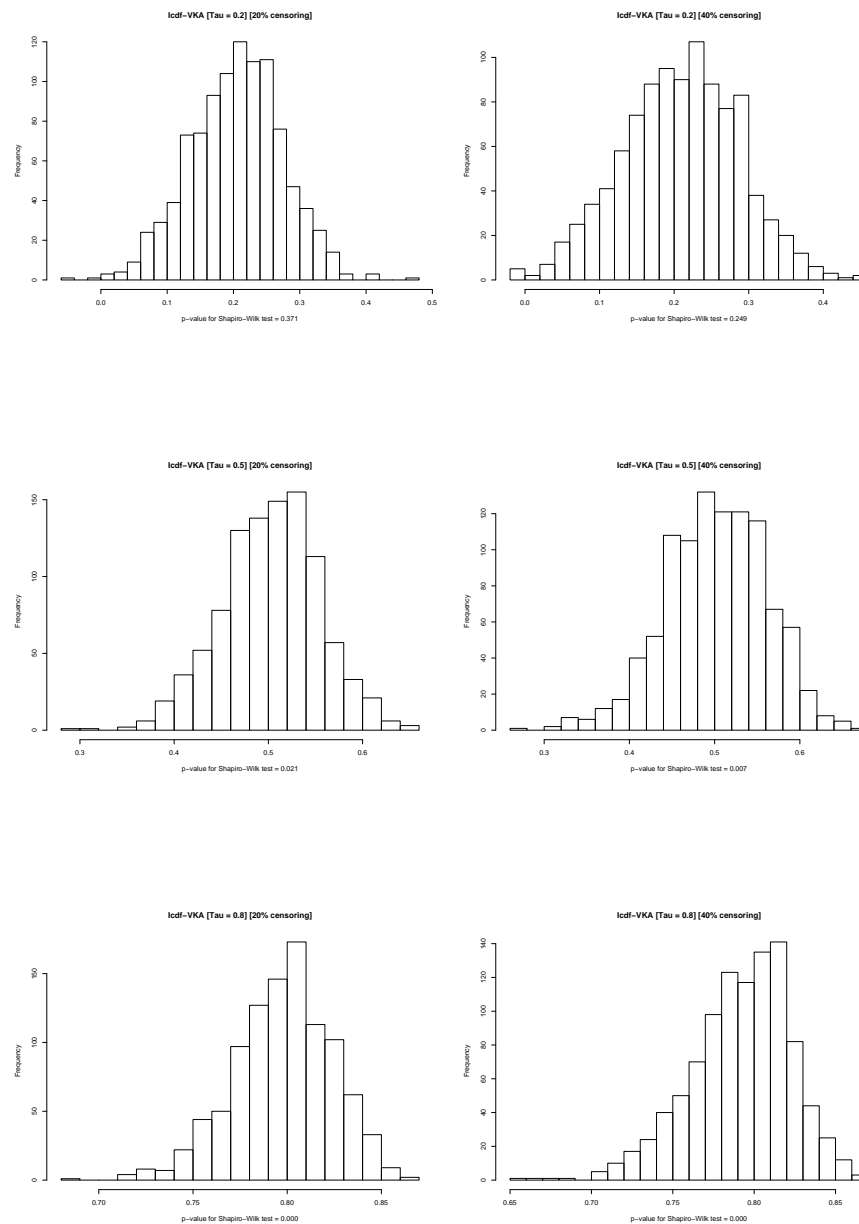 lcdf−VKA [Tau = 0.2] [20% censoring]
Frequency
0 20 40 60 80 100 120
0.0 0.1 0.2 0.3 0.4 0.5
p−value for Shapiro−Wilk test = 0.371
lcdf−VKA [Tau = 0.2] [40% censoring]
Frequency
0 20 40 60 80 100
0.0 0.1 0.2 0.3 0.4
p−value for Shapiro−Wilk test = 0.249
lcdf−VKA [Tau = 0.5] [20% censoring]
Frequency
0 50 100 150
0.3 0.4 0.5 0.6
p−value for Shapiro−Wilk test = 0.021
lcdf−VKA [Tau = 0.5] [40% censoring]
Frequency
0 20 40 60 80 100 120
0.3 0.4 0.5 0.6
p−value for Shapiro−Wilk test = 0.007
lcdf−VKA [Tau = 0.8] [20% censoring]
Frequency
0 50 100 150
0.70 0.75 0.80 0.85
p−value for Shapiro−Wilk test = 0.000
lcdf−VKA [Tau = 0.8] [40% censoring]
Frequency
0 20 40 60 80 100 120 140
0.65 0.70 0.75 0.80 0.85
p−value for Shapiro−Wilk test = 0.000